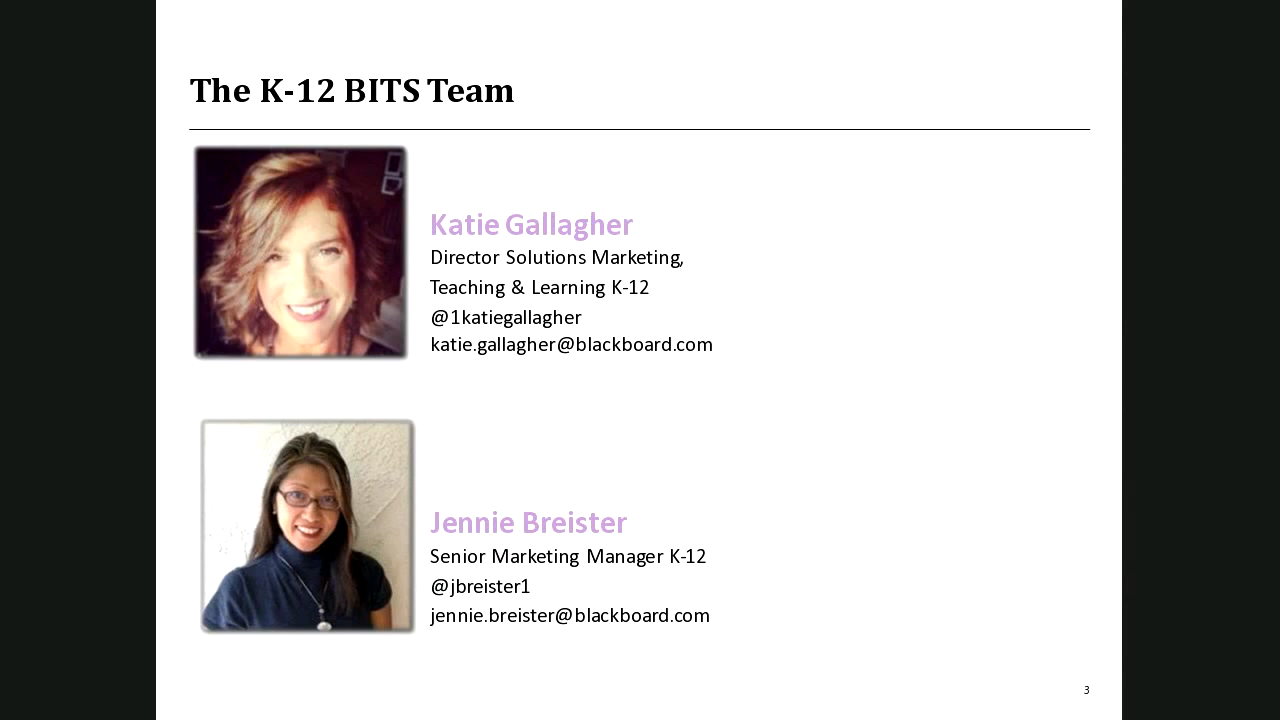 The K-12 BITS Team
Katie Gallagher
Director Solutions Marketing,
Teaching & Learning K-12
@1katiegallagher
katie.gallagher@blackboard.com
Jennie Breister
Senior Marketing Manager K-12
@jbreister1
jennie.breister@blackboard.com
3